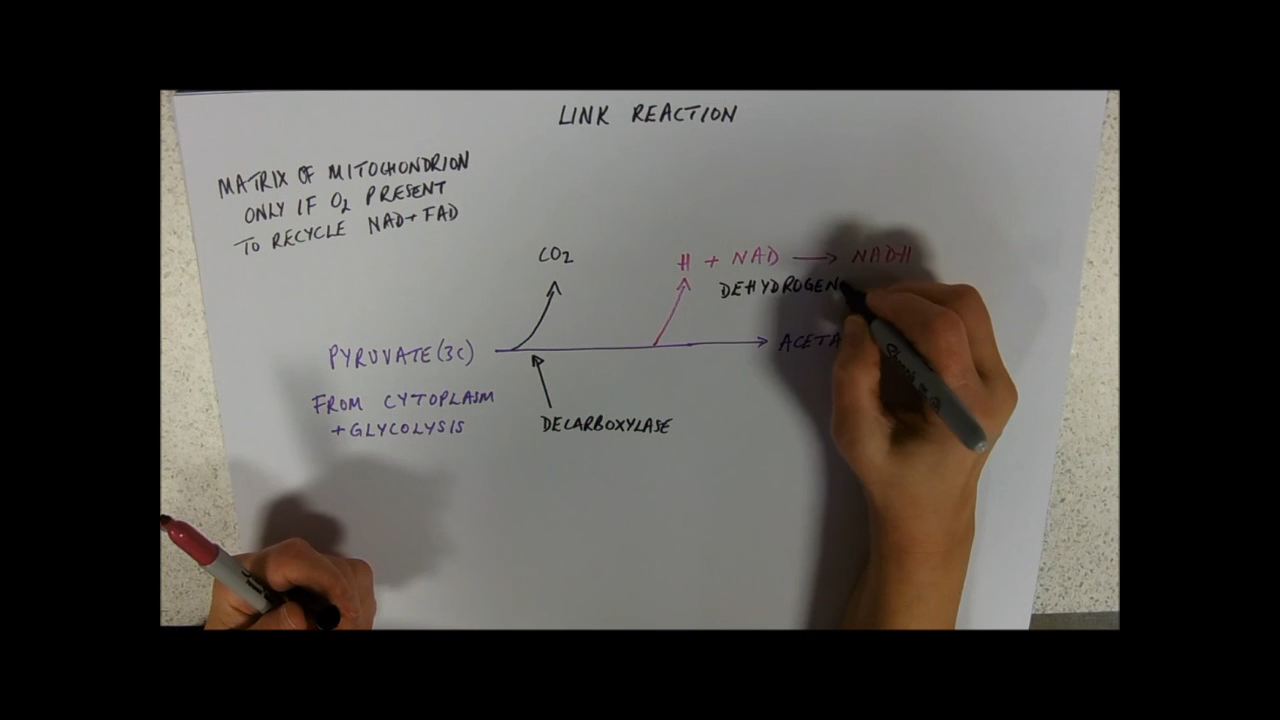 LINK REACTION
MATRIX OF MITOCHONDRION
ONLY IF O2 PRESENT
TO RECYCLE NAD+FAD
CO2
H + NAD → NADH
DEHYDROGEN
PYRUVATE(3C)
ACETA
FROM CYTOPLASM
+GLYCOLYSIS
DECARBOXYLASE